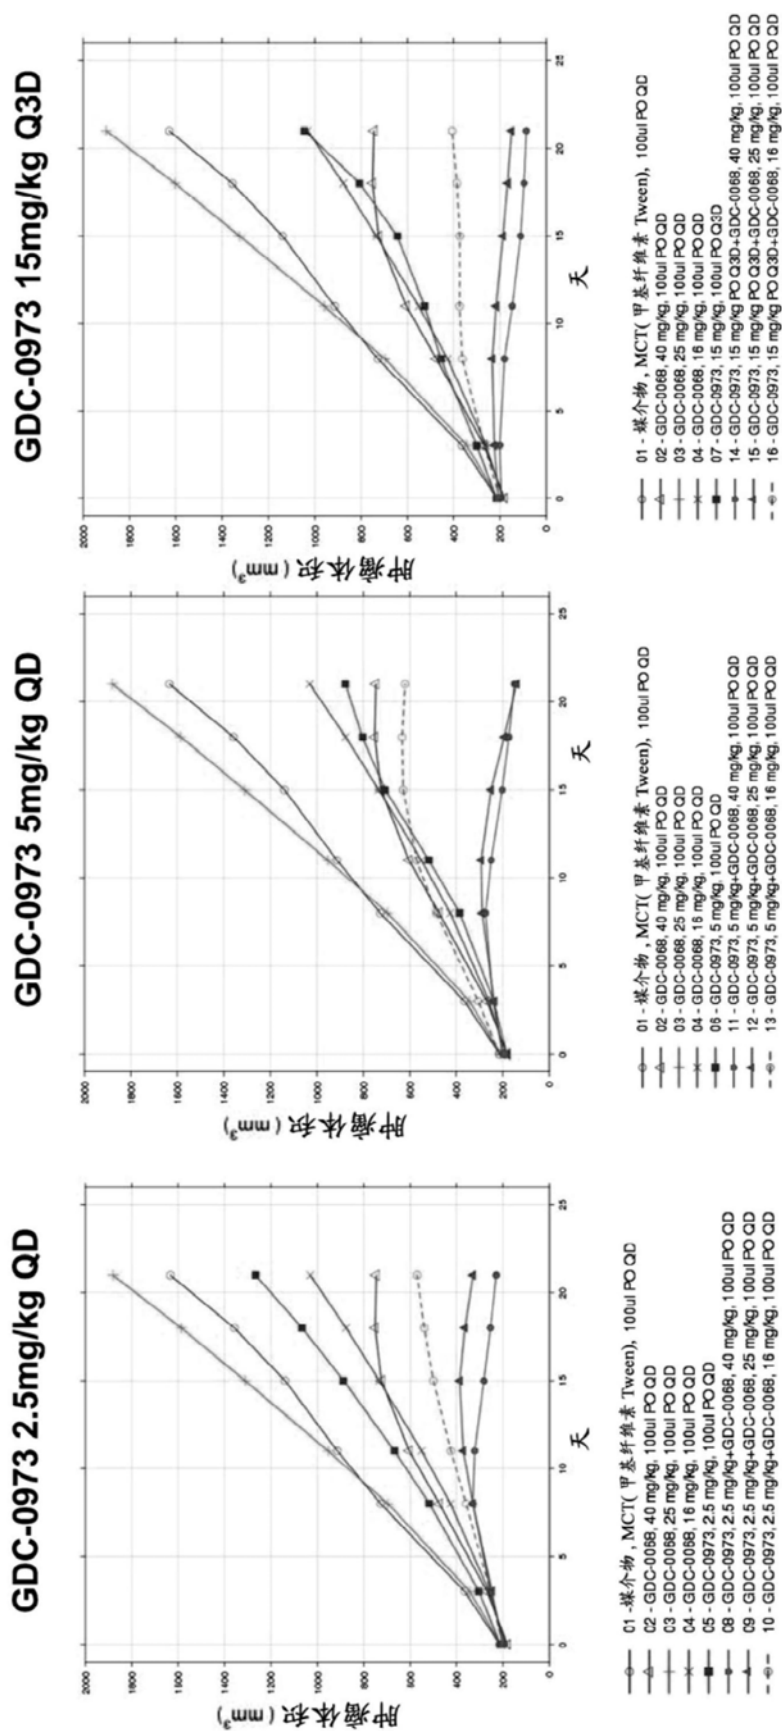 GDC-0973 2.5mg/kg QD
肿瘤体积 (mm³)
2000
1800
1600
1400
1200
1000
800
600
400
200
0
0 5 10 15 20 25
天
01 - 媒介物, MCT( 甲基纤维素 Tween), 100ul PO QD
02 - GDC-0068, 40 mg/kg, 100ul PO QD
03 - GDC-0068, 25 mg/kg, 100ul PO QD
04 - GDC-0068, 16 mg/kg, 100ul PO QD
05 - GDC-0973, 2.5 mg/kg, 100ul PO QD
08 - GDC-0973, 2.5 mg/kg+GDC-0068, 40 mg/kg, 100ul PO QD
09 - GDC-0973, 2.5 mg/kg+GDC-0068, 25 mg/kg, 100ul PO QD
10 - GDC-0973, 2.5 mg/kg+GDC-0068, 16 mg/kg, 100ul PO QD
GDC-0973 5mg/kg QD
肿瘤体积 (mm³)
2000
1800
1600
1400
1200
1000
800
600
400
200
0
0 5 10 15 20 25
天
01 - 媒介物, MCT( 甲基纤维素 Tween), 100ul PO QD
02 - GDC-0068, 40 mg/kg, 100ul PO QD
03 - GDC-0068, 25 mg/kg, 100ul PO QD
04 - GDC-0068, 16 mg/kg, 100ul PO QD
06 - GDC-0973, 5 mg/kg, 100ul PO QD
11 - GDC-0973, 5 mg/kg+GDC-0068, 40 mg/kg, 100ul PO QD
12 - GDC-0973, 5 mg/kg+GDC-0068, 25 mg/kg, 100ul PO QD
13 - GDC-0973, 5 mg/kg+GDC-0068, 16 mg/kg, 100ul PO QD
GDC-0973 15mg/kg Q3D
肿瘤体积 (mm³)
2000
1800
1600
1400
1200
1000
800
600
400
200
0
0 5 10 15 20 25
天
01 - 媒介物, MCT( 甲基纤维素 Tween), 100ul PO QD
02 - GDC-0068, 40 mg/kg, 100ul PO QD
03 - GDC-0068, 25 mg/kg, 100ul PO QD
04 - GDC-0068, 16 mg/kg, 100ul PO QD
07 - GDC-0973, 15 mg/kg, 100ul PO Q3D
14 - GDC-0973, 15 mg/kg PO Q3D+GDC-0068, 40 mg/kg, 100ul PO QD
15 - GDC-0973, 15 mg/kg PO Q3D+GDC-0068, 25 mg/kg, 100ul PO QD
16 - GDC-0973, 15 mg/kg PO Q3D+GDC-0068, 16 mg/kg, 100ul PO QD